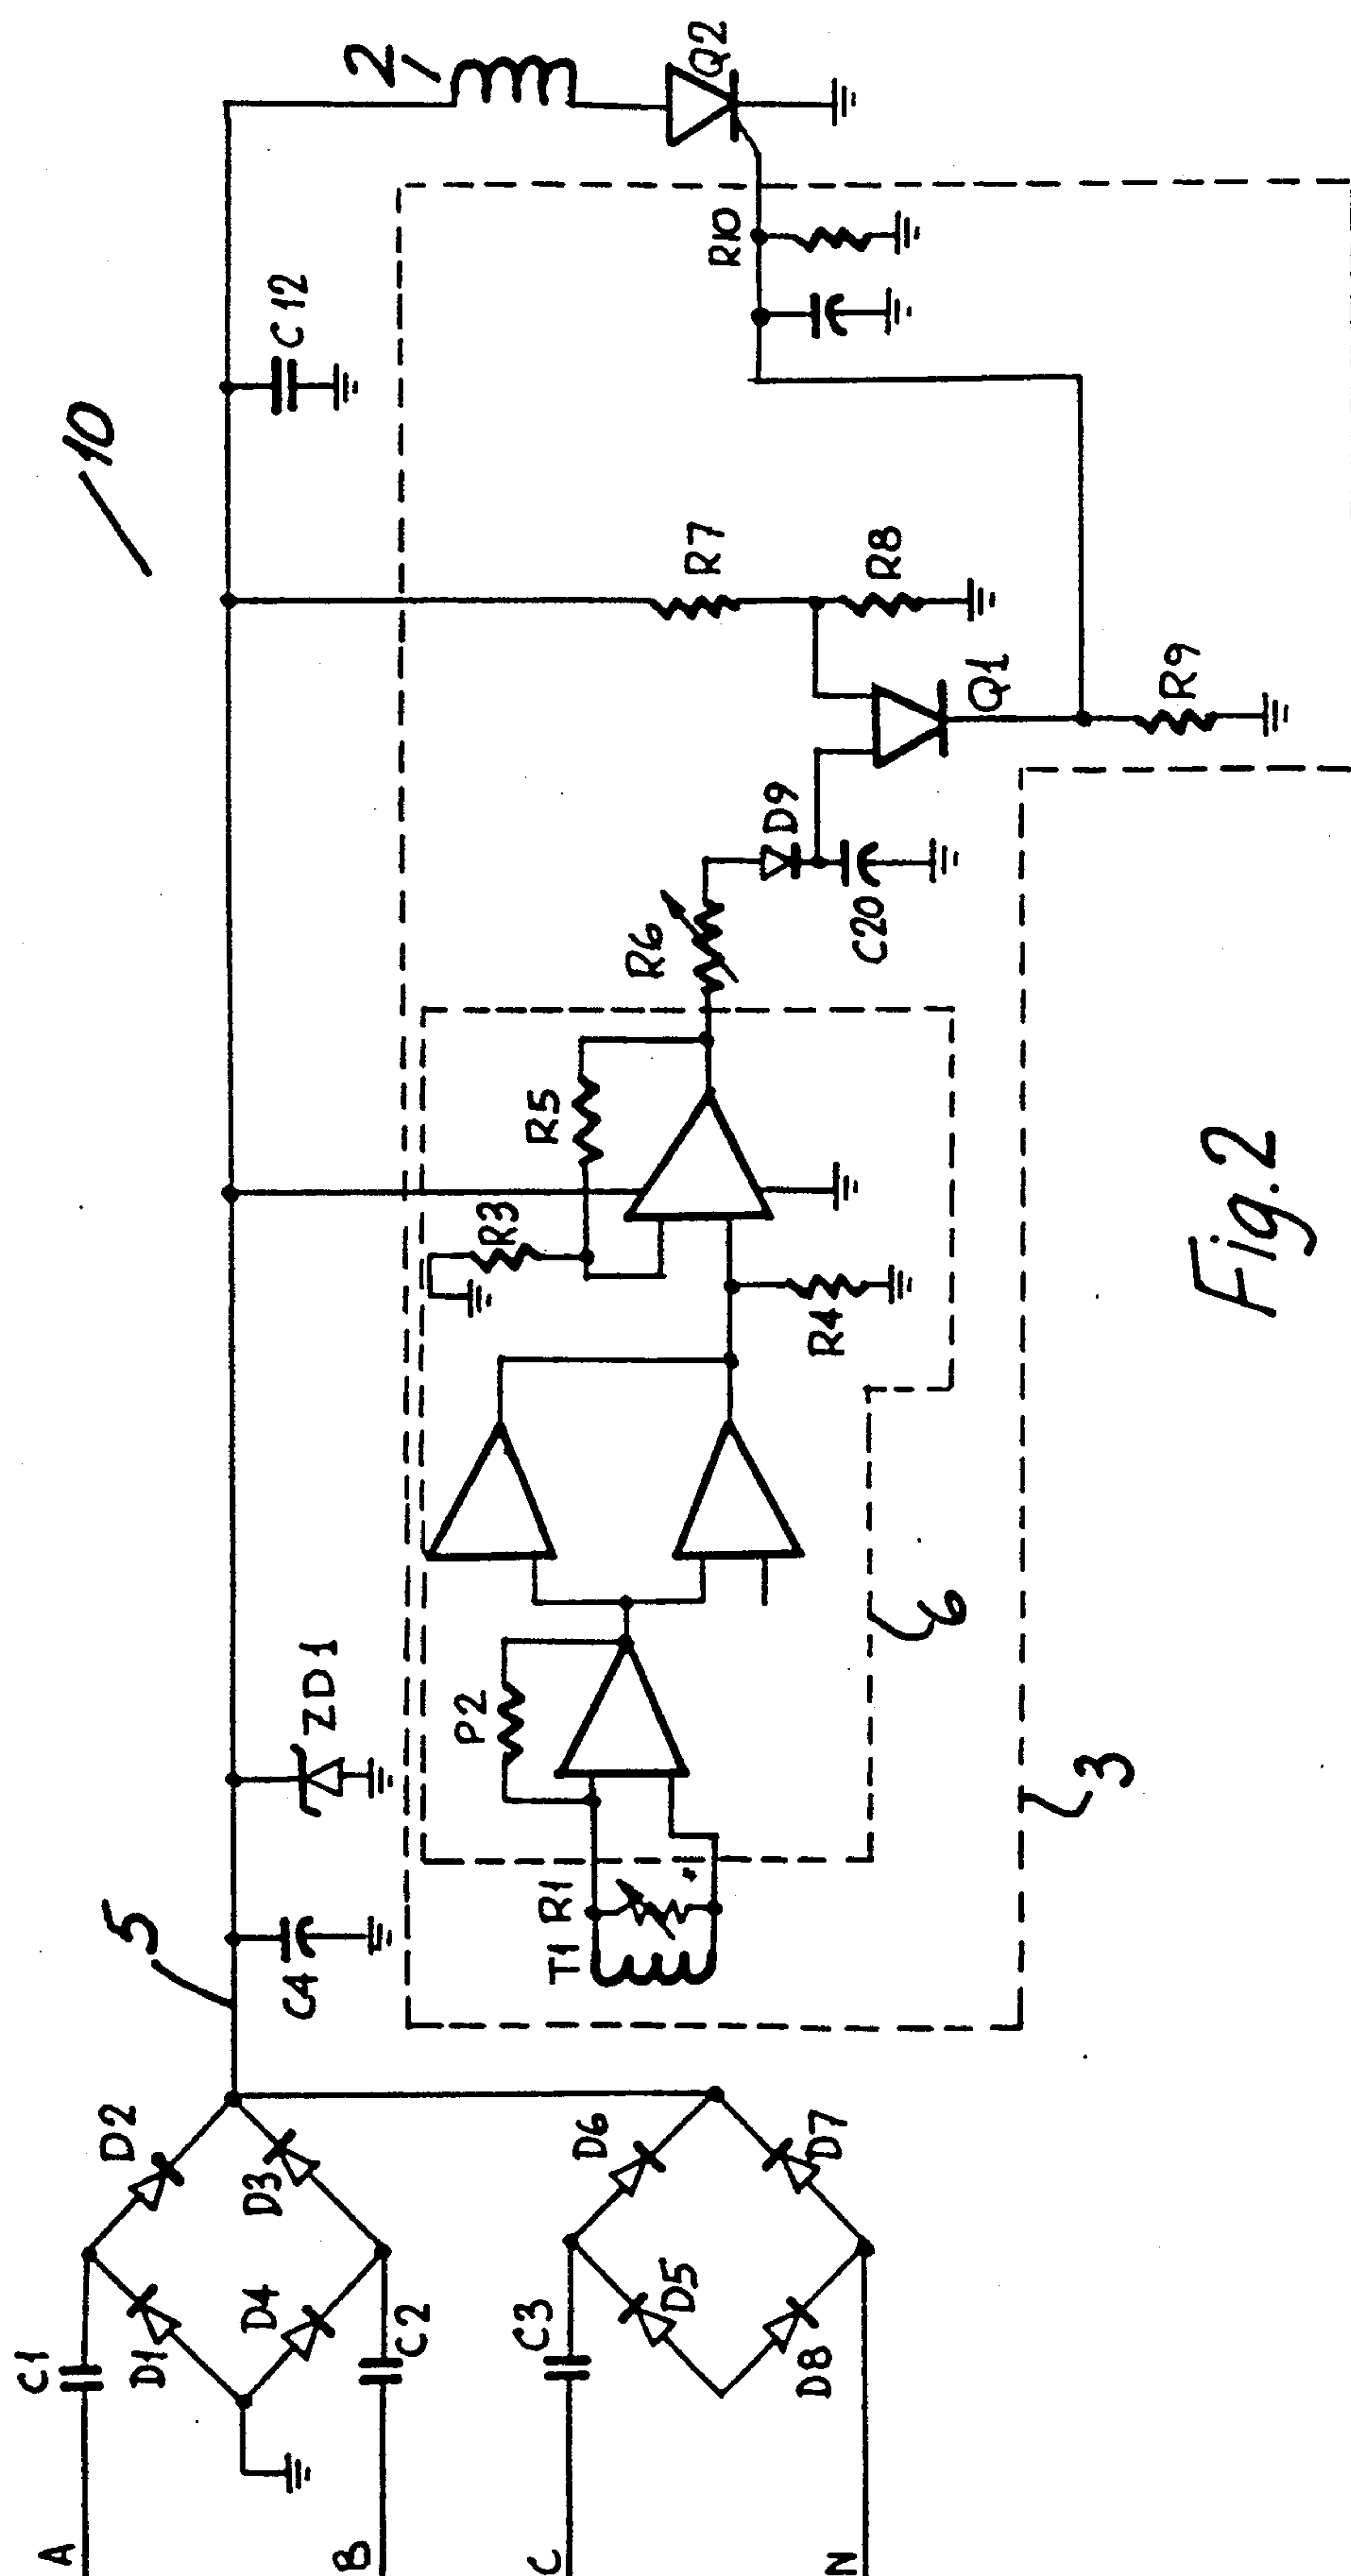 10
2
5
A
B
C
N
C1
C2
C3
D1
D2
D3
D4
D5
D6
D7
D8
C4
ZD1
C12
T1
R1
P2
R3
R4
R5
R6
D9
C20
R7
R8
Q1
R9
R10
Q2
6
3
Fig. 2